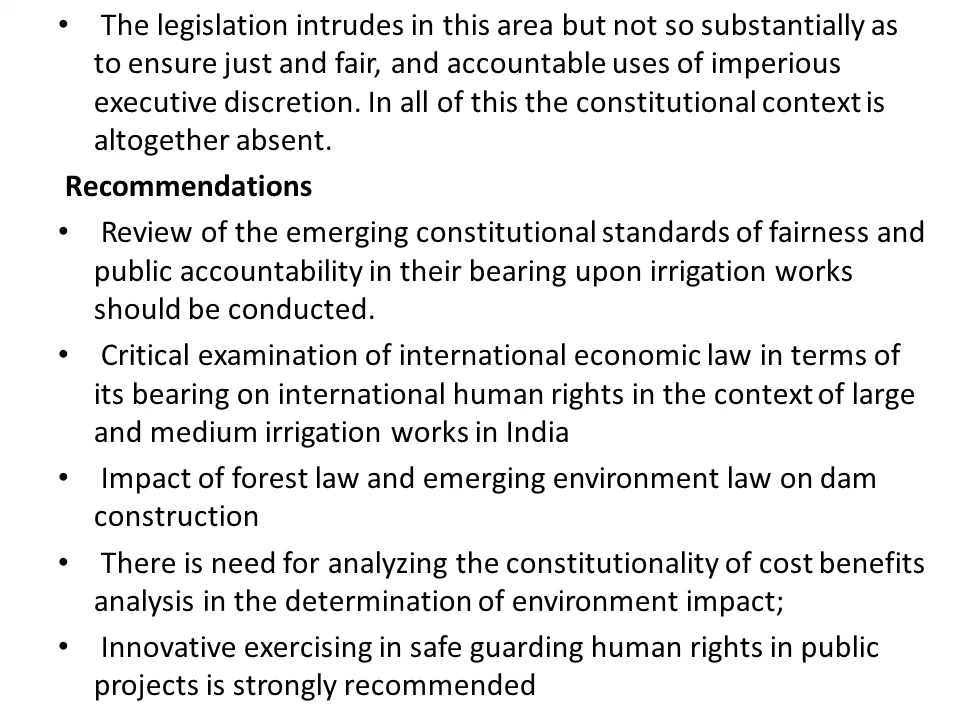 • The legislation intrudes in this area but not so substantially as
to ensure just and fair, and accountable uses of imperious
executive discretion. In all of this the constitutional context is
altogether absent.
Recommendations
• Review of the emerging constitutional standards of fairness and
public accountability in their bearing upon irrigation works
should be conducted.
• Critical examination of international economic law in terms of
its bearing on international human rights in the context of large
and medium irrigation works in India
• Impact of forest law and emerging environment law on dam
construction
• There is need for analyzing the constitutionality of cost benefits
analysis in the determination of environment impact;
• Innovative exercising in safe guarding human rights in public
projects is strongly recommended